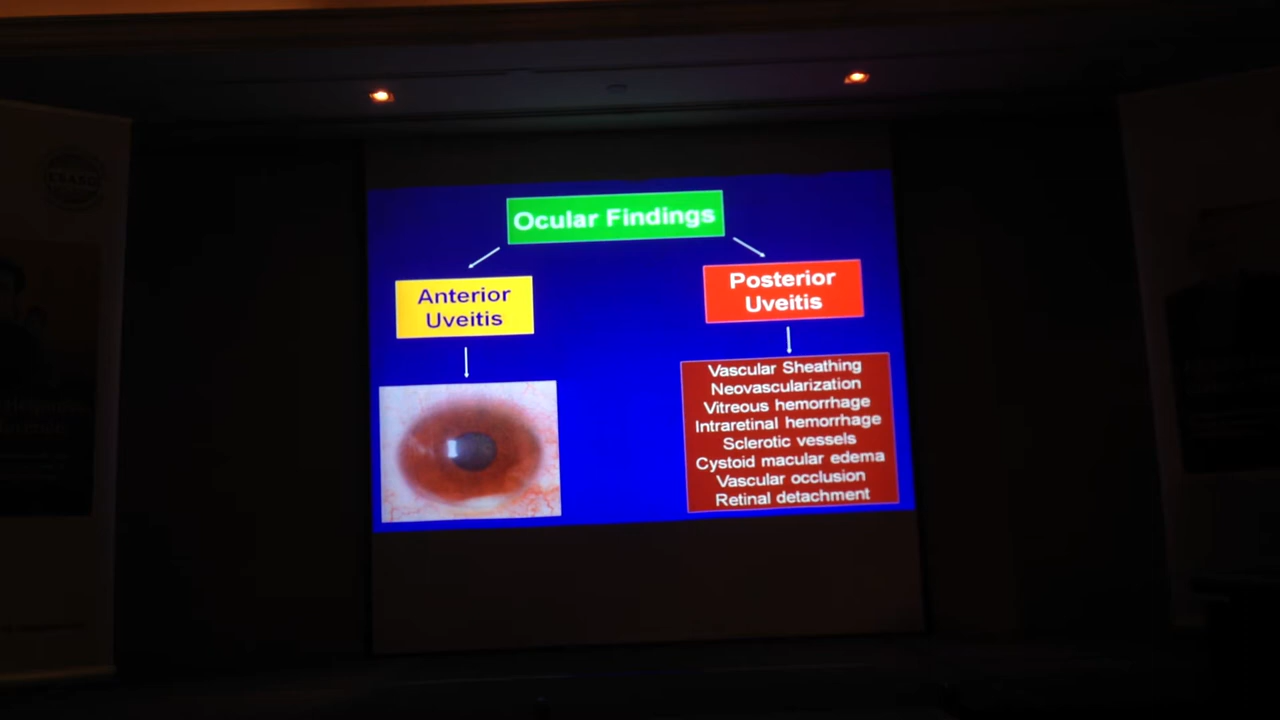 Ocular Findings
Anterior
Uveitis
Posterior
Uveitis
Vascular Sheathing
Neovascularization
Vitreous hemorrhage
Intraretinal hemorrhage
Sclerotic vessels
Cystoid macular edema
Vascular occlusion
Retinal detachment